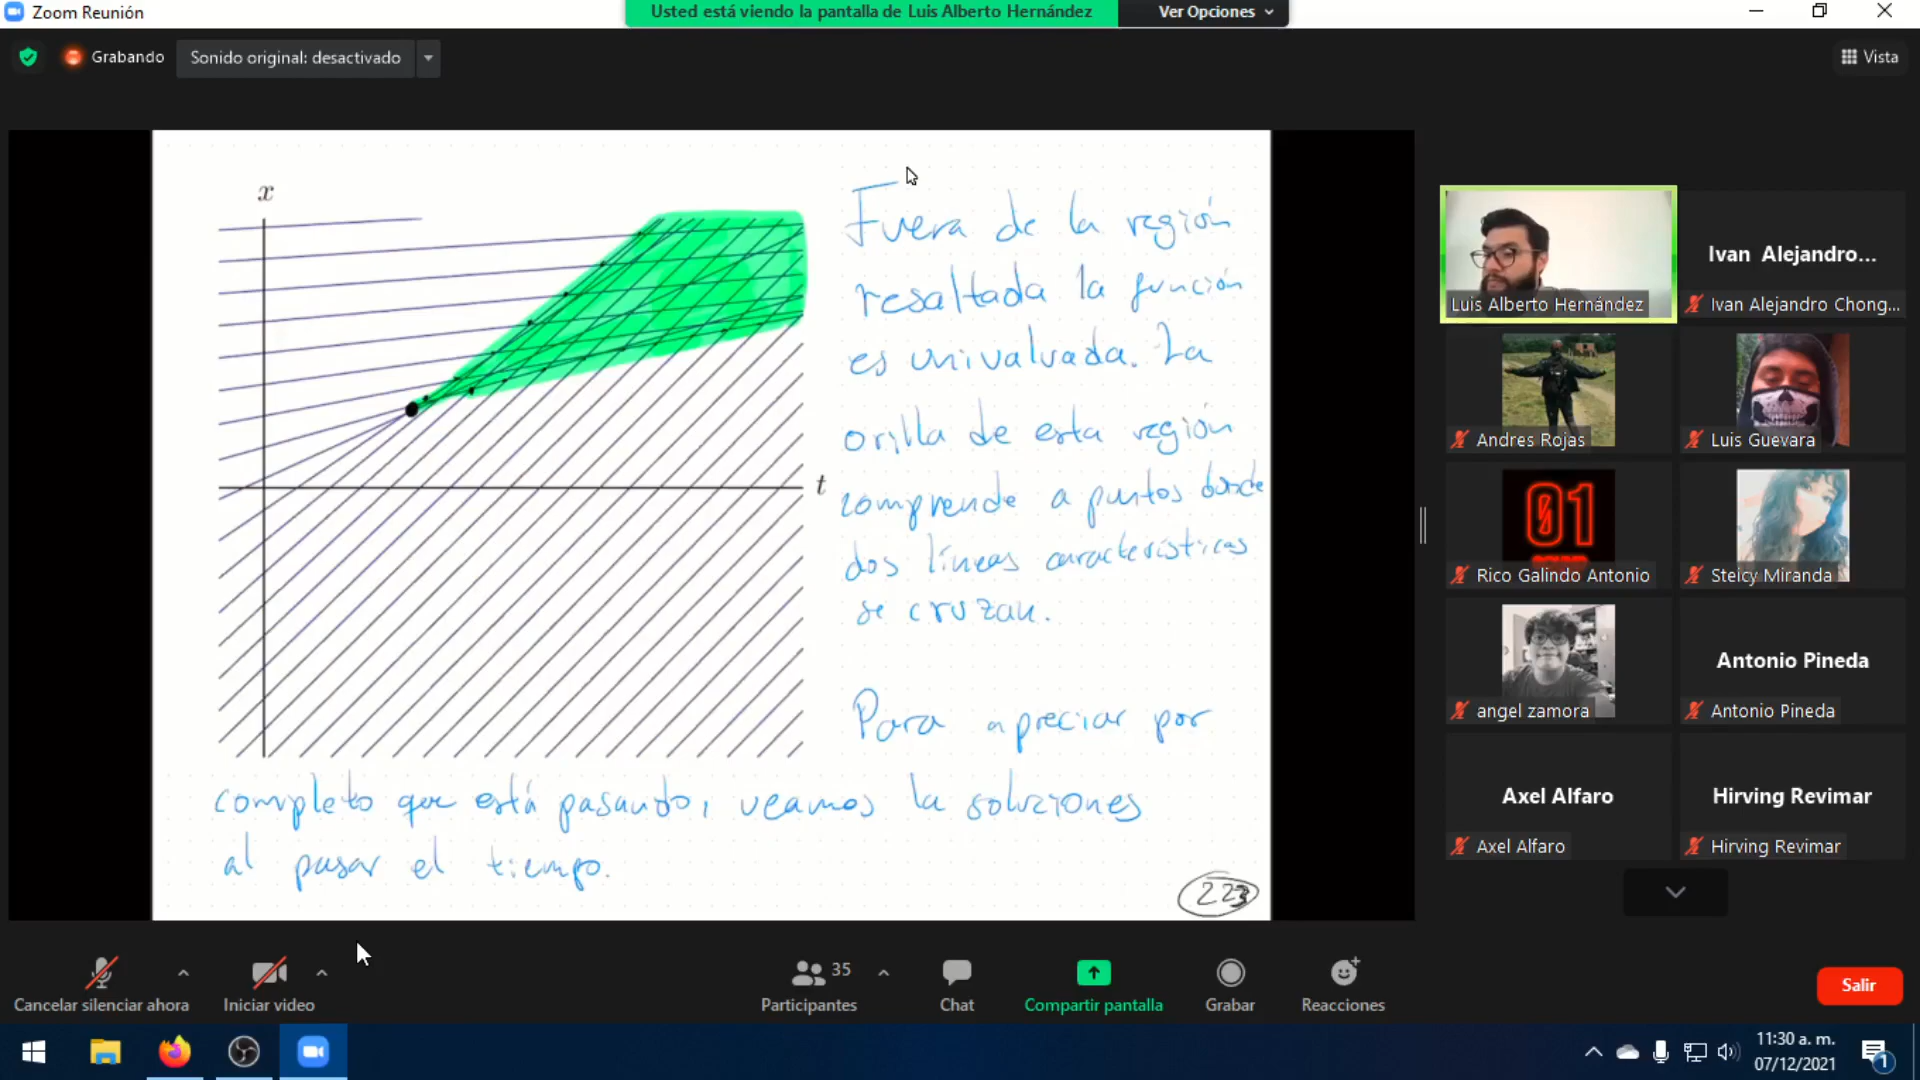 Zoom Reunión
Usted está viendo la pantalla de Luis Alberto Hernández
Ver Opciones
Grabando
Sonido original: desactivado
Vista
x
t
Fuera de la región
resaltada la función
es univaluada. La
orilla de esta región
comprende a puntos donde
dos líneas características
se cruzan.
Para apreciar por
completo que está pasando, veamos la soluciones
al pasar el tiempo.
223
Luis Alberto Hernández
Ivan Alejandro...
Ivan Alejandro Chong...
Andres Rojas
Luis Guevara
01
Rico Galindo Antonio
Steicy Miranda
angel zamora
Antonio Pineda
Antonio Pineda
Axel Alfaro
Axel Alfaro
Hirving Revimar
Hirving Revimar
Cancelar silenciar ahora
Iniciar video
35
Participantes
Chat
Compartir pantalla
Grabar
Reacciones
Salir
11:30 a. m.
07/12/2021
1